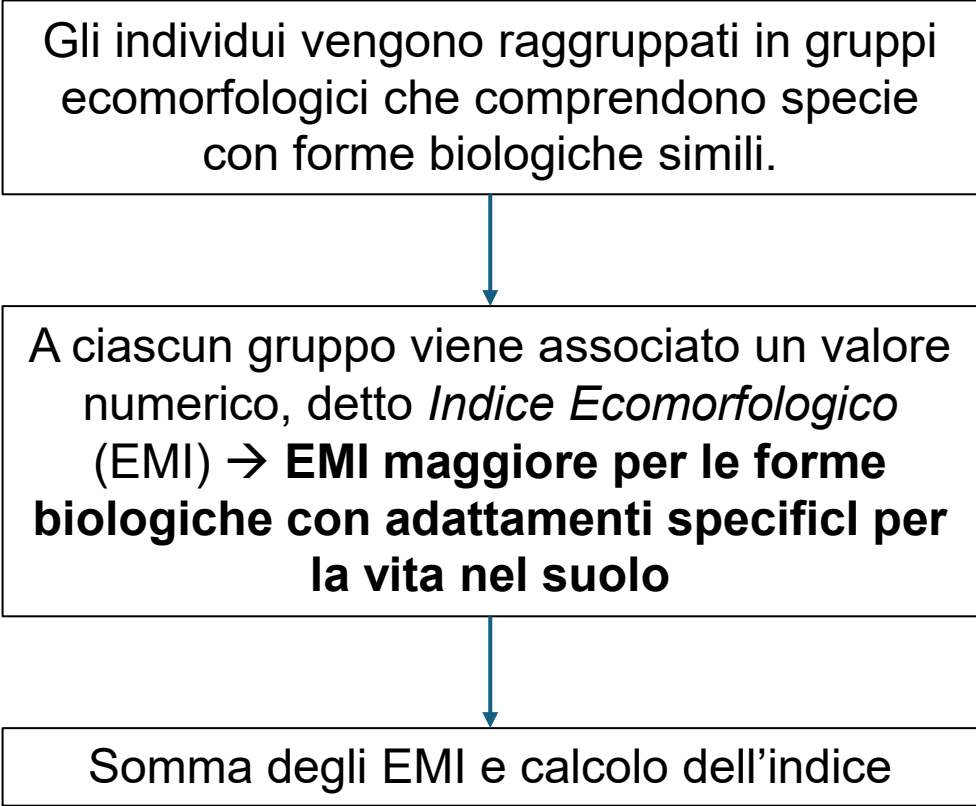 Gli individui vengono raggruppati in gruppi
ecomorfologici che comprendono specie
con forme biologiche simili.
A ciascun gruppo viene associato un valore
numerico, detto Indice Ecomorfologico
(EMI) → EMI maggiore per le forme
biologiche con adattamenti specificI per
la vita nel suolo
Somma degli EMI e calcolo dell’indice